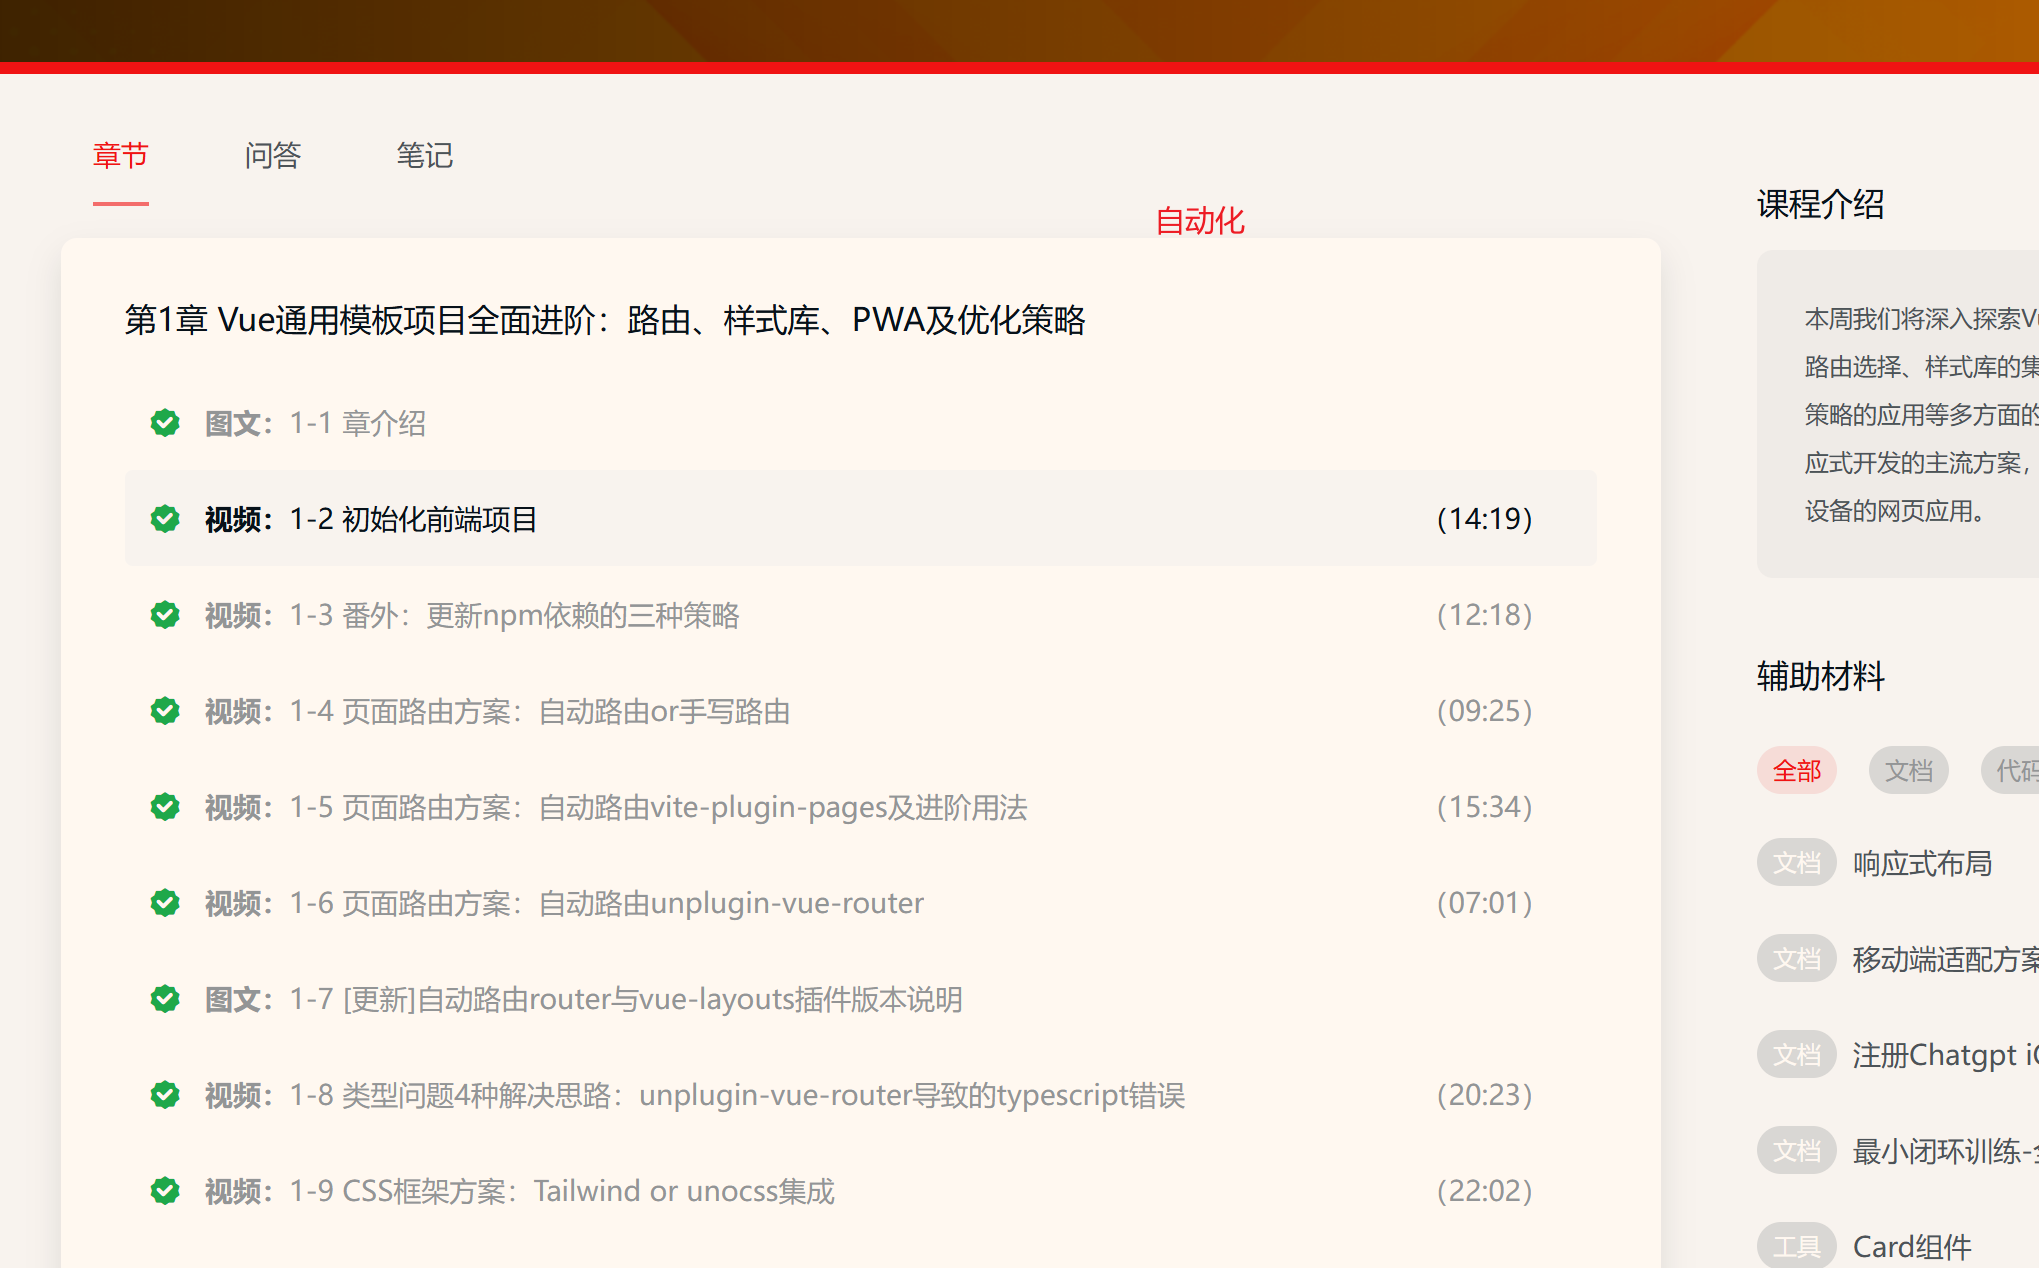 章节
问答
笔记
自动化
第1章 Vue通用模板项目全面进阶：路由、样式库、PWA及优化策略
图文：1-1 章介绍
视频：1-2 初始化前端项目 (14:19)
视频：1-3 番外：更新npm依赖的三种策略 (12:18)
视频：1-4 页面路由方案：自动路由or手写路由 (09:25)
视频：1-5 页面路由方案：自动路由vite-plugin-pages及进阶用法 (15:34)
视频：1-6 页面路由方案：自动路由unplugin-vue-router (07:01)
图文：1-7 [更新]自动路由router与vue-layouts插件版本说明
视频：1-8 类型问题4种解决思路：unplugin-vue-router导致的typescript错误 (20:23)
视频：1-9 CSS框架方案：Tailwind or unocss集成 (22:02)
课程介绍
本周我们将深入探索V
路由选择、样式库的集
策略的应用等多方面的
应式开发的主流方案，
设备的网页应用。
辅助材料
全部 文档 代码
文档 响应式布局
文档 移动端适配方案
文档 注册Chatgpt i
文档 最小闭环训练-
工具 Card组件